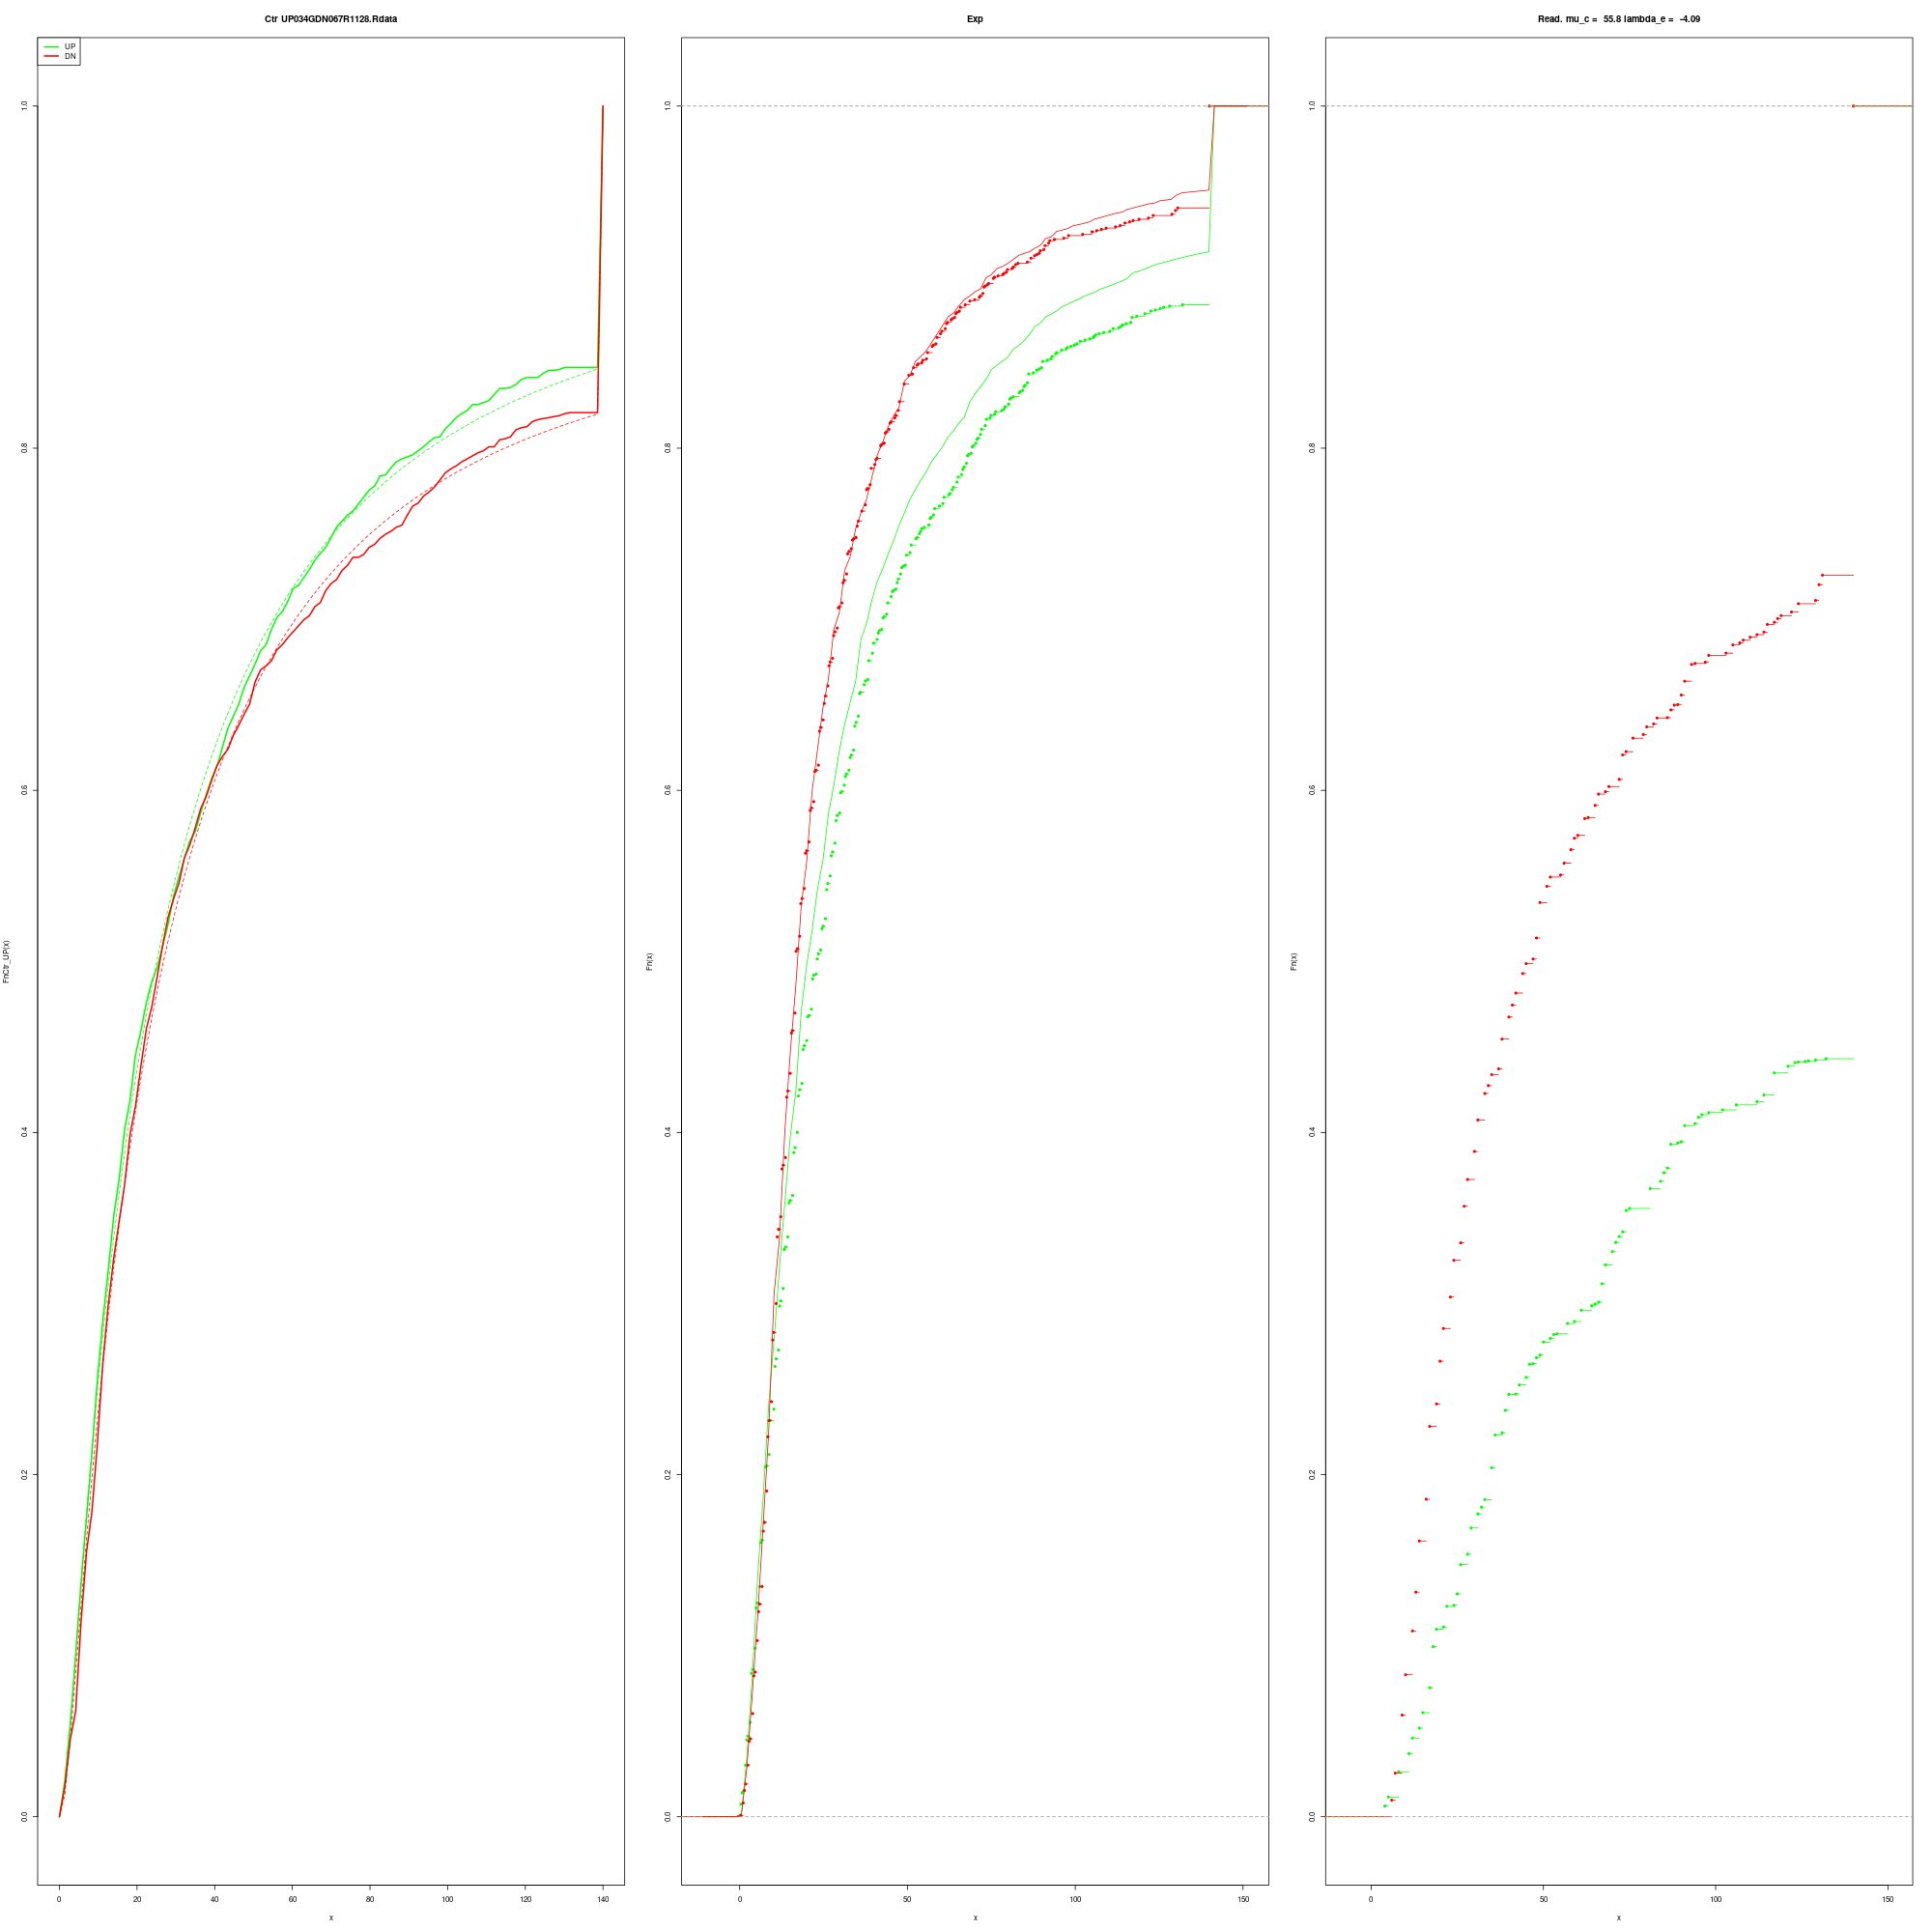 Ctr UP034GDN067R1128.Rdata
UP
DN
FnCtr_UP(x)
0.0
0.2
0.4
0.6
0.8
1.0
0 20 40 60 80 100 120 140
x
Exp
Fn(x)
0.0
0.2
0.4
0.6
0.8
1.0
0 50 100 150
x
Read. mu_c = 55.8 lambda_e = -4.09
Fn(x)
0.0
0.2
0.4
0.6
0.8
1.0
0 50 100 150
x